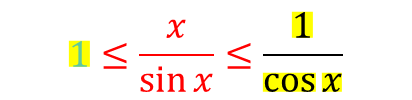 1 ≤ x/sin x ≤ 1/cos x